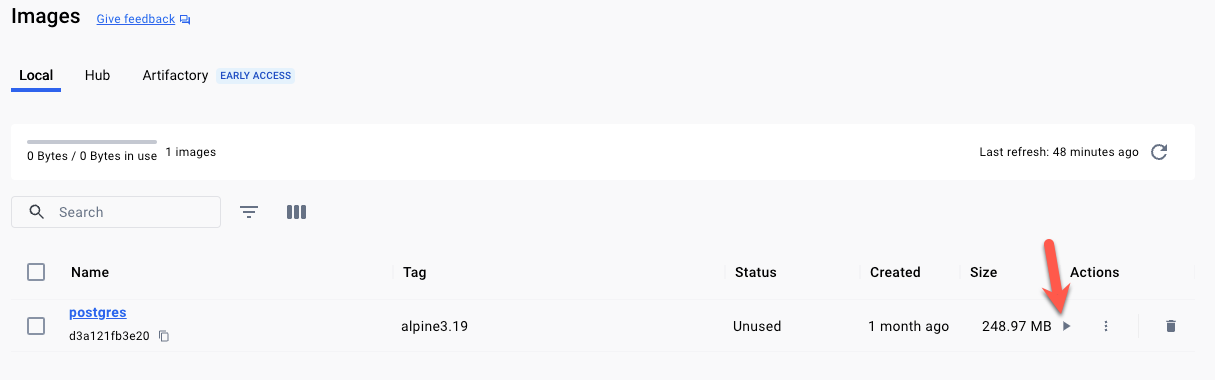 Images Give feedback
Local Hub Artifactory EARLY ACCESS
0 Bytes / 0 Bytes in use 1 images Last refresh: 48 minutes ago
Search
Name Tag Status Created Size Actions
postgres
d3a121fb3e20 alpine3.19 Unused 1 month ago 248.97 MB